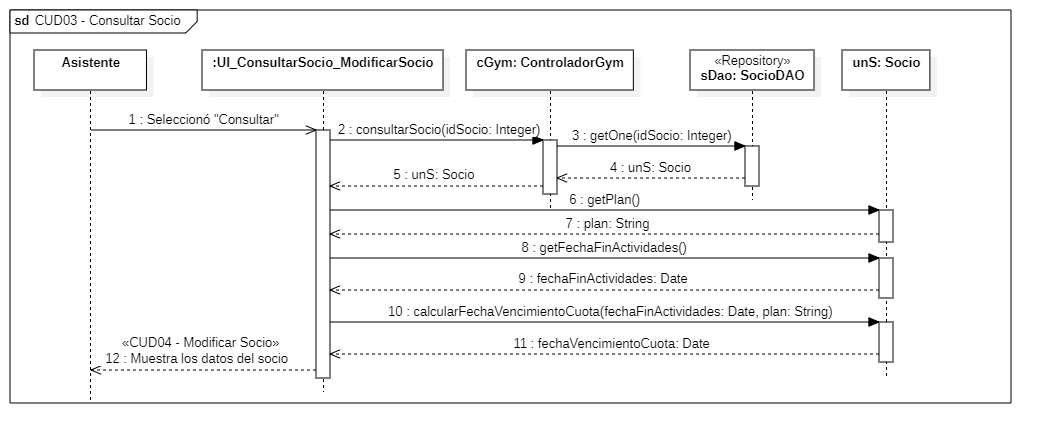 sd CUD03 - Consultar Socio
Asistente
:UI_ConsultarSocio_ModificarSocio
cGym: ControladorGym
«Repository»
sDao: SocioDAO
unS: Socio
1 : Seleccionó "Consultar"
2 : consultarSocio(idSocio: Integer)
3 : getOne(idSocio: Integer)
4 : unS: Socio
5 : unS: Socio
6 : getPlan()
7 : plan: String
8 : getFechaFinActividades()
9 : fechaFinActividades: Date
10 : calcularFechaVencimientoCuota(fechaFinActividades: Date, plan: String)
11 : fechaVencimientoCuota: Date
«CUD04 - Modificar Socio»
12 : Muestra los datos del socio